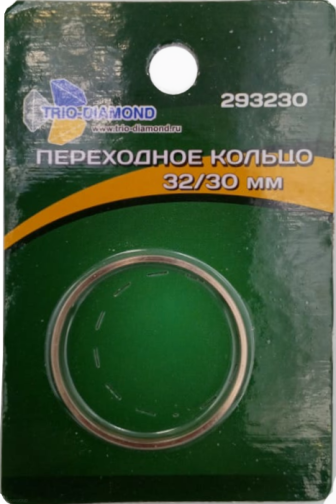 TRIO-DIAMOND
www.trio-diamond.ru
293230
ПЕРЕХОДНОЕ КОЛЬЦО
32/30 мм